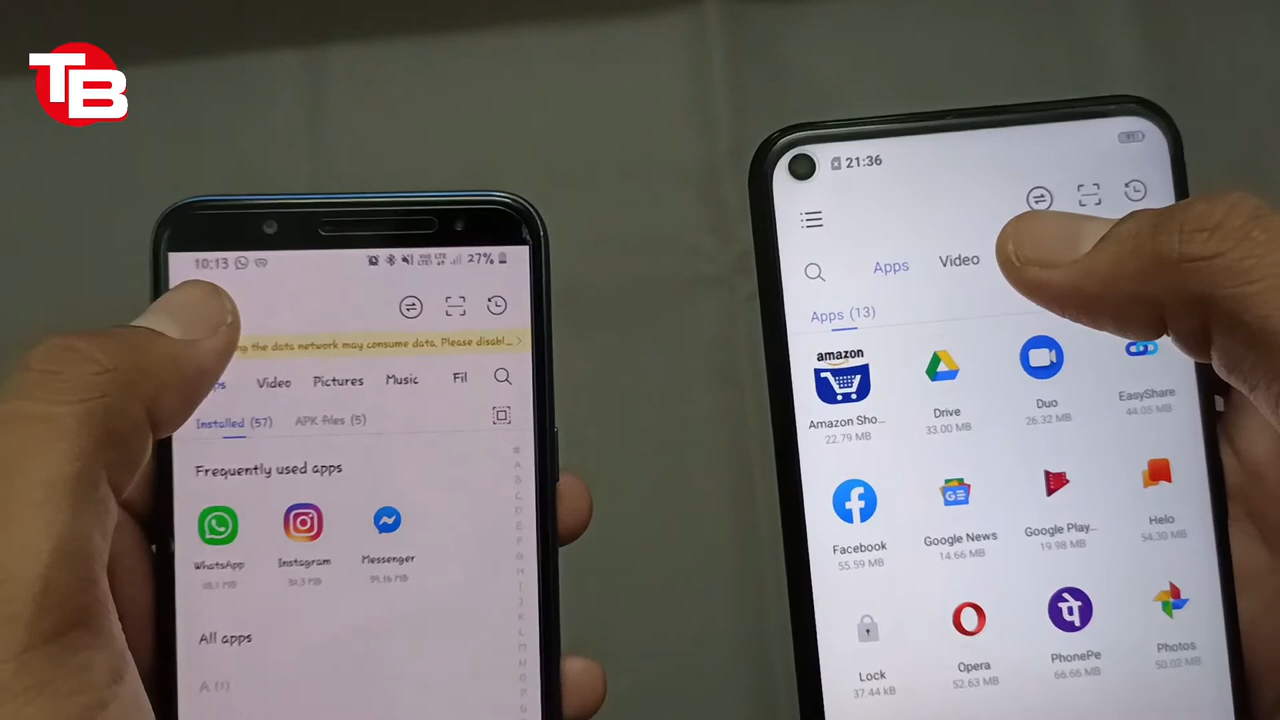 TB
10:13
27%
ng the data network may consume data. Please disabl...
ps Video Pictures Music Fil
Installed (57) APK files (5)
Frequently used apps
WhatsApp Instagram Messenger
All apps
#
A
B
C
D
E
F
G
H
I
J
K
L
M
N
O
21:36
Apps Video
Apps (13)
amazon
Amazon Sho...
22.79 MB
Drive
33.00 MB
Duo
26.32 MB
EasyShare
44.05 MB
GE
Facebook
55.59 MB
Google News
14.66 MB
Google Play...
19.98 MB
Helo
54.30 MB
पे
Lock
37.44 kB
Opera
52.63 MB
PhonePe
66.66 MB
Photos
50.02 MB